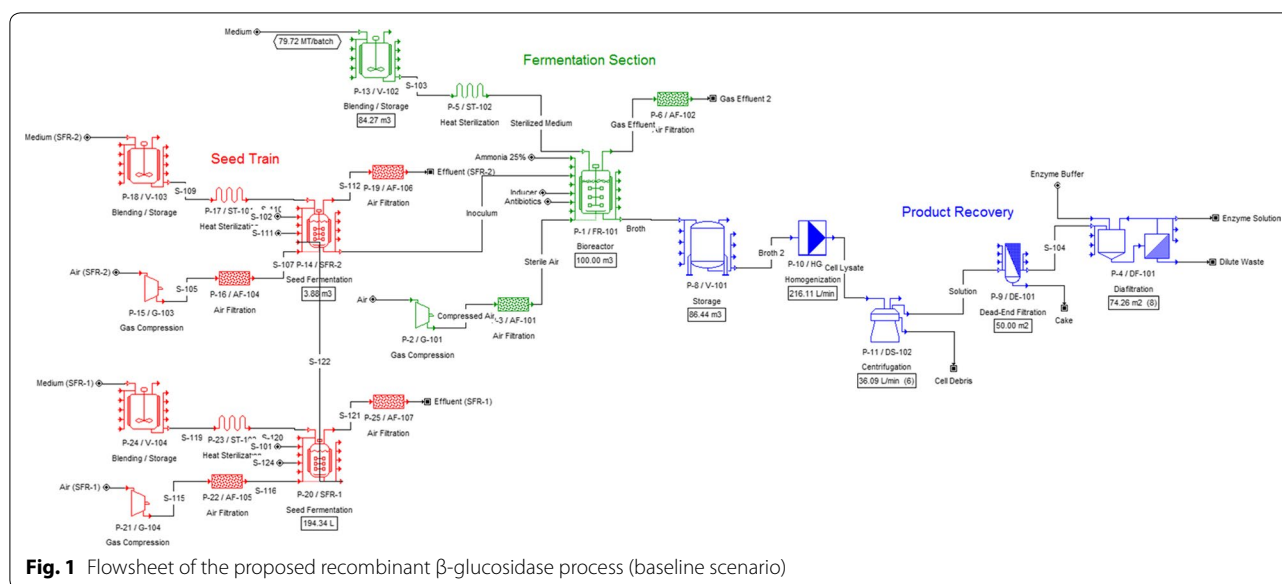 Medium
79.72 MT/batch
P-13 / V-102
Blending / Storage
84.27 m3
S-103
P-5 / ST-102
Heat Sterilization
Fermentation Section
Sterilized Medium
Gas Effluent
P-6 / AF-102
Air Filtration
Gas Effluent 2
Ammonia 25%
Inducer
Antibiotics
P-1 / FR-101
Bioreactor
100.00 m3
Inoculum
Sterile Air
Broth
Air
P-2 / G-101
Gas Compression
Compressed Air
P-3 / AF-101
Air Filtration
Seed Train
Medium (SFR-2)
P-18 / V-103
Blending / Storage
S-109
P-17 / ST-10
Heat Sterilization
S-102
S-111
S-112
P-19 / AF-106
Air Filtration
Effluent (SFR-2)
S-107
P-14 / SFR-2
Seed Fermentation
3.88 m3
Air (SFR-2)
S-105
P-15 / G-103
Gas Compression
P-16 / AF-104
Air Filtration
S-122
Medium (SFR-1)
P-24 / V-104
Blending / Storage
S-119
P-23 / ST-10
Heat Sterilization
S-120
S-101
S-124
S-121
P-25 / AF-107
Air Filtration
Effluent (SFR-1)
P-20 / SFR-1
Seed Fermentation
194.34 L
Air (SFR-1)
S-115
P-21 / G-104
Gas Compression
P-22 / AF-105
Air Filtration
S-116
Product Recovery
P-8 / V-101
Storage
86.44 m3
Broth 2
P-10 / HG
Homogenization
216.11 L/min
Cell Lysate
P-11 / DS-102
Centrifugation
36.09 L/min (6)
Cell Debris
Solution
P-9 / DE-101
Dead-End Filtration
50.00 m2
Cake
S-104
Enzyme Buffer
P-4 / DF-101
Diafiltration
74.26 m2 (8)
Enzyme Solution
Dilute Waste
Fig. 1 Flowsheet of the proposed recombinant β-glucosidase process (baseline scenario)